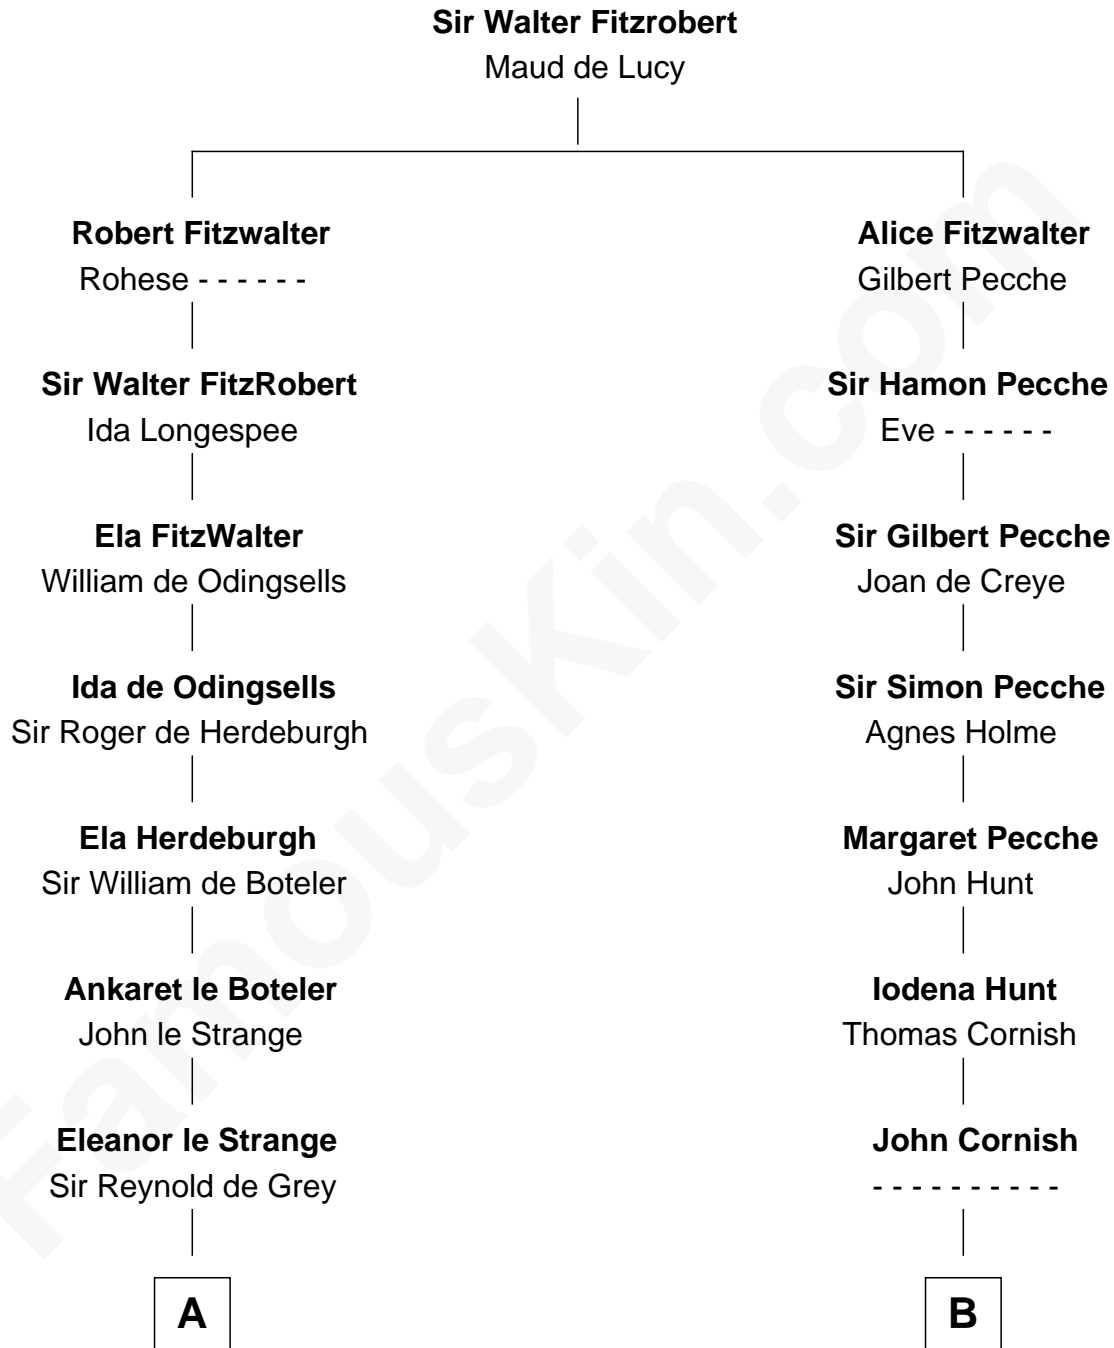 Sir Walter Fitzrobert
Maud de Lucy
Robert Fitzwalter
Rohese - - - - - -
Alice Fitzwalter
Gilbert Pecche
Sir Walter FitzRobert
Ida Longespee
Sir Hamon Pecche
Eve - - - - - -
Ela FitzWalter
William de Odingsells
Sir Gilbert Pecche
Joan de Creye
Ida de Odingsells
Sir Roger de Herdeburgh
Sir Simon Pecche
Agnes Holme
Ela Herdeburgh
Sir William de Boteler
Margaret Pecche
John Hunt
Ankaret le Boteler
John le Strange
Iodena Hunt
Thomas Cornish
Eleanor le Strange
Sir Reynold de Grey
John Cornish
- - - - - - - - - -
A
B
FamousKin.com